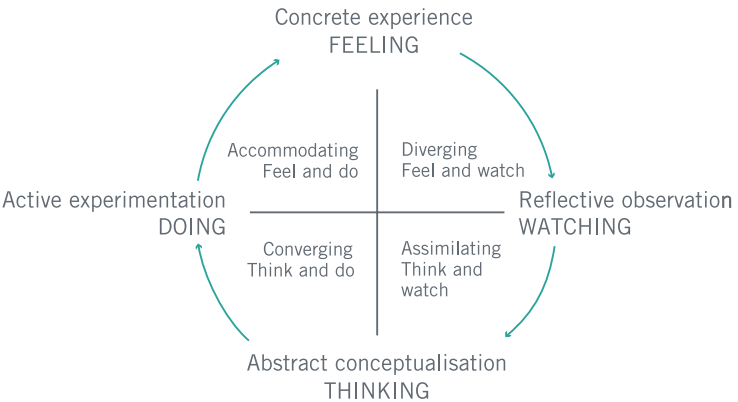 Concrete experience
FEELING
Accommodating
Feel and do
Diverging
Feel and watch
Active experimentation
DOING
Reflective observation
WATCHING
Converging
Think and do
Assimilating
Think and
watch
Abstract conceptualisation
THINKING